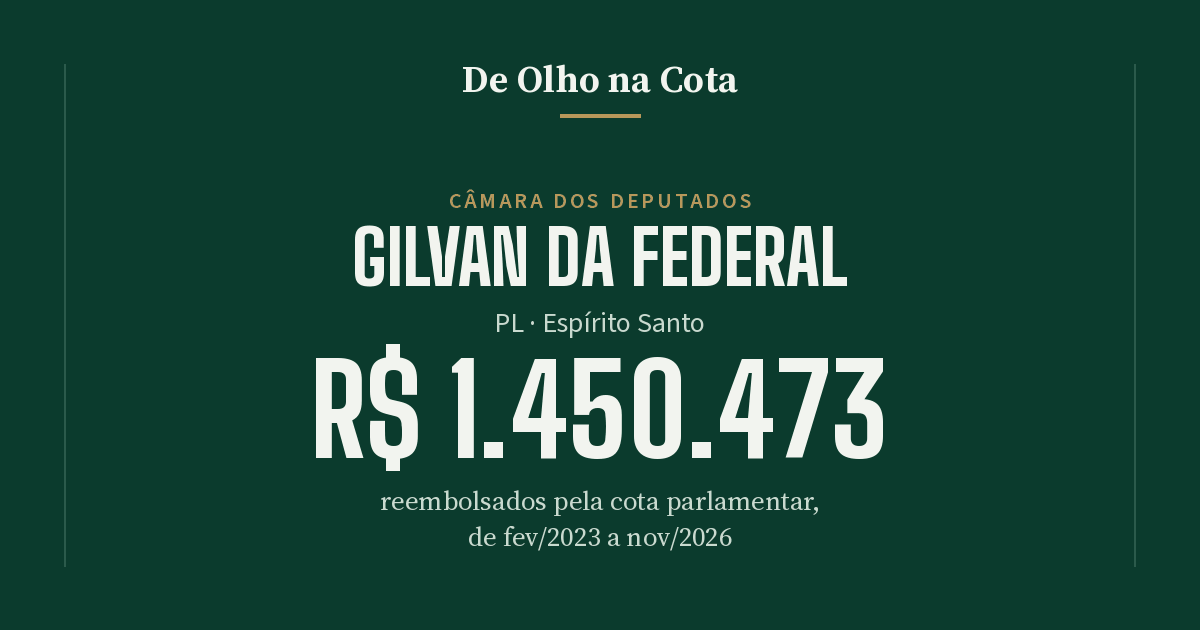 De Olho na Cota
CÂMARA DOS DEPUTADOS
GILVAN DA FEDERAL
PL · Espírito Santo
R$ 1.450.473
reembolsados pela cota parlamentar,
de fev/2023 a nov/2026